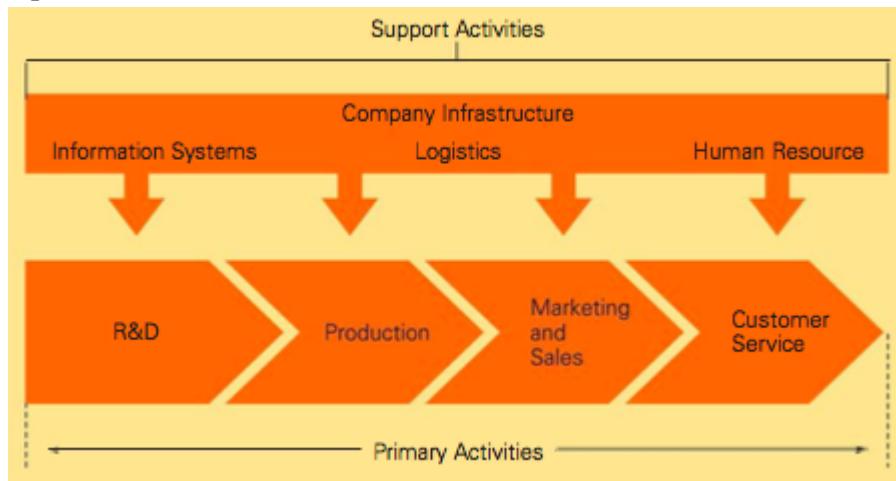 Support Activities
Company Infrastructure
Information Systems Logistics Human Resource
R&D
Production
Marketing
and
Sales
Customer
Service
Primary Activities